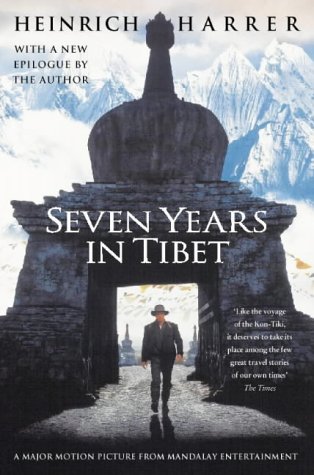 HEINRICH HARRER
WITH A NEW
EPILOGUE BY
THE AUTHOR
SEVEN YEARS
IN TIBET
'Like the voyage
of the Kon-Tiki,
it deserves to take its
place among the few
great travel stories
of our own times'
The Times
A MAJOR MOTION PICTURE FROM MANDALAY ENTERTAINMENT